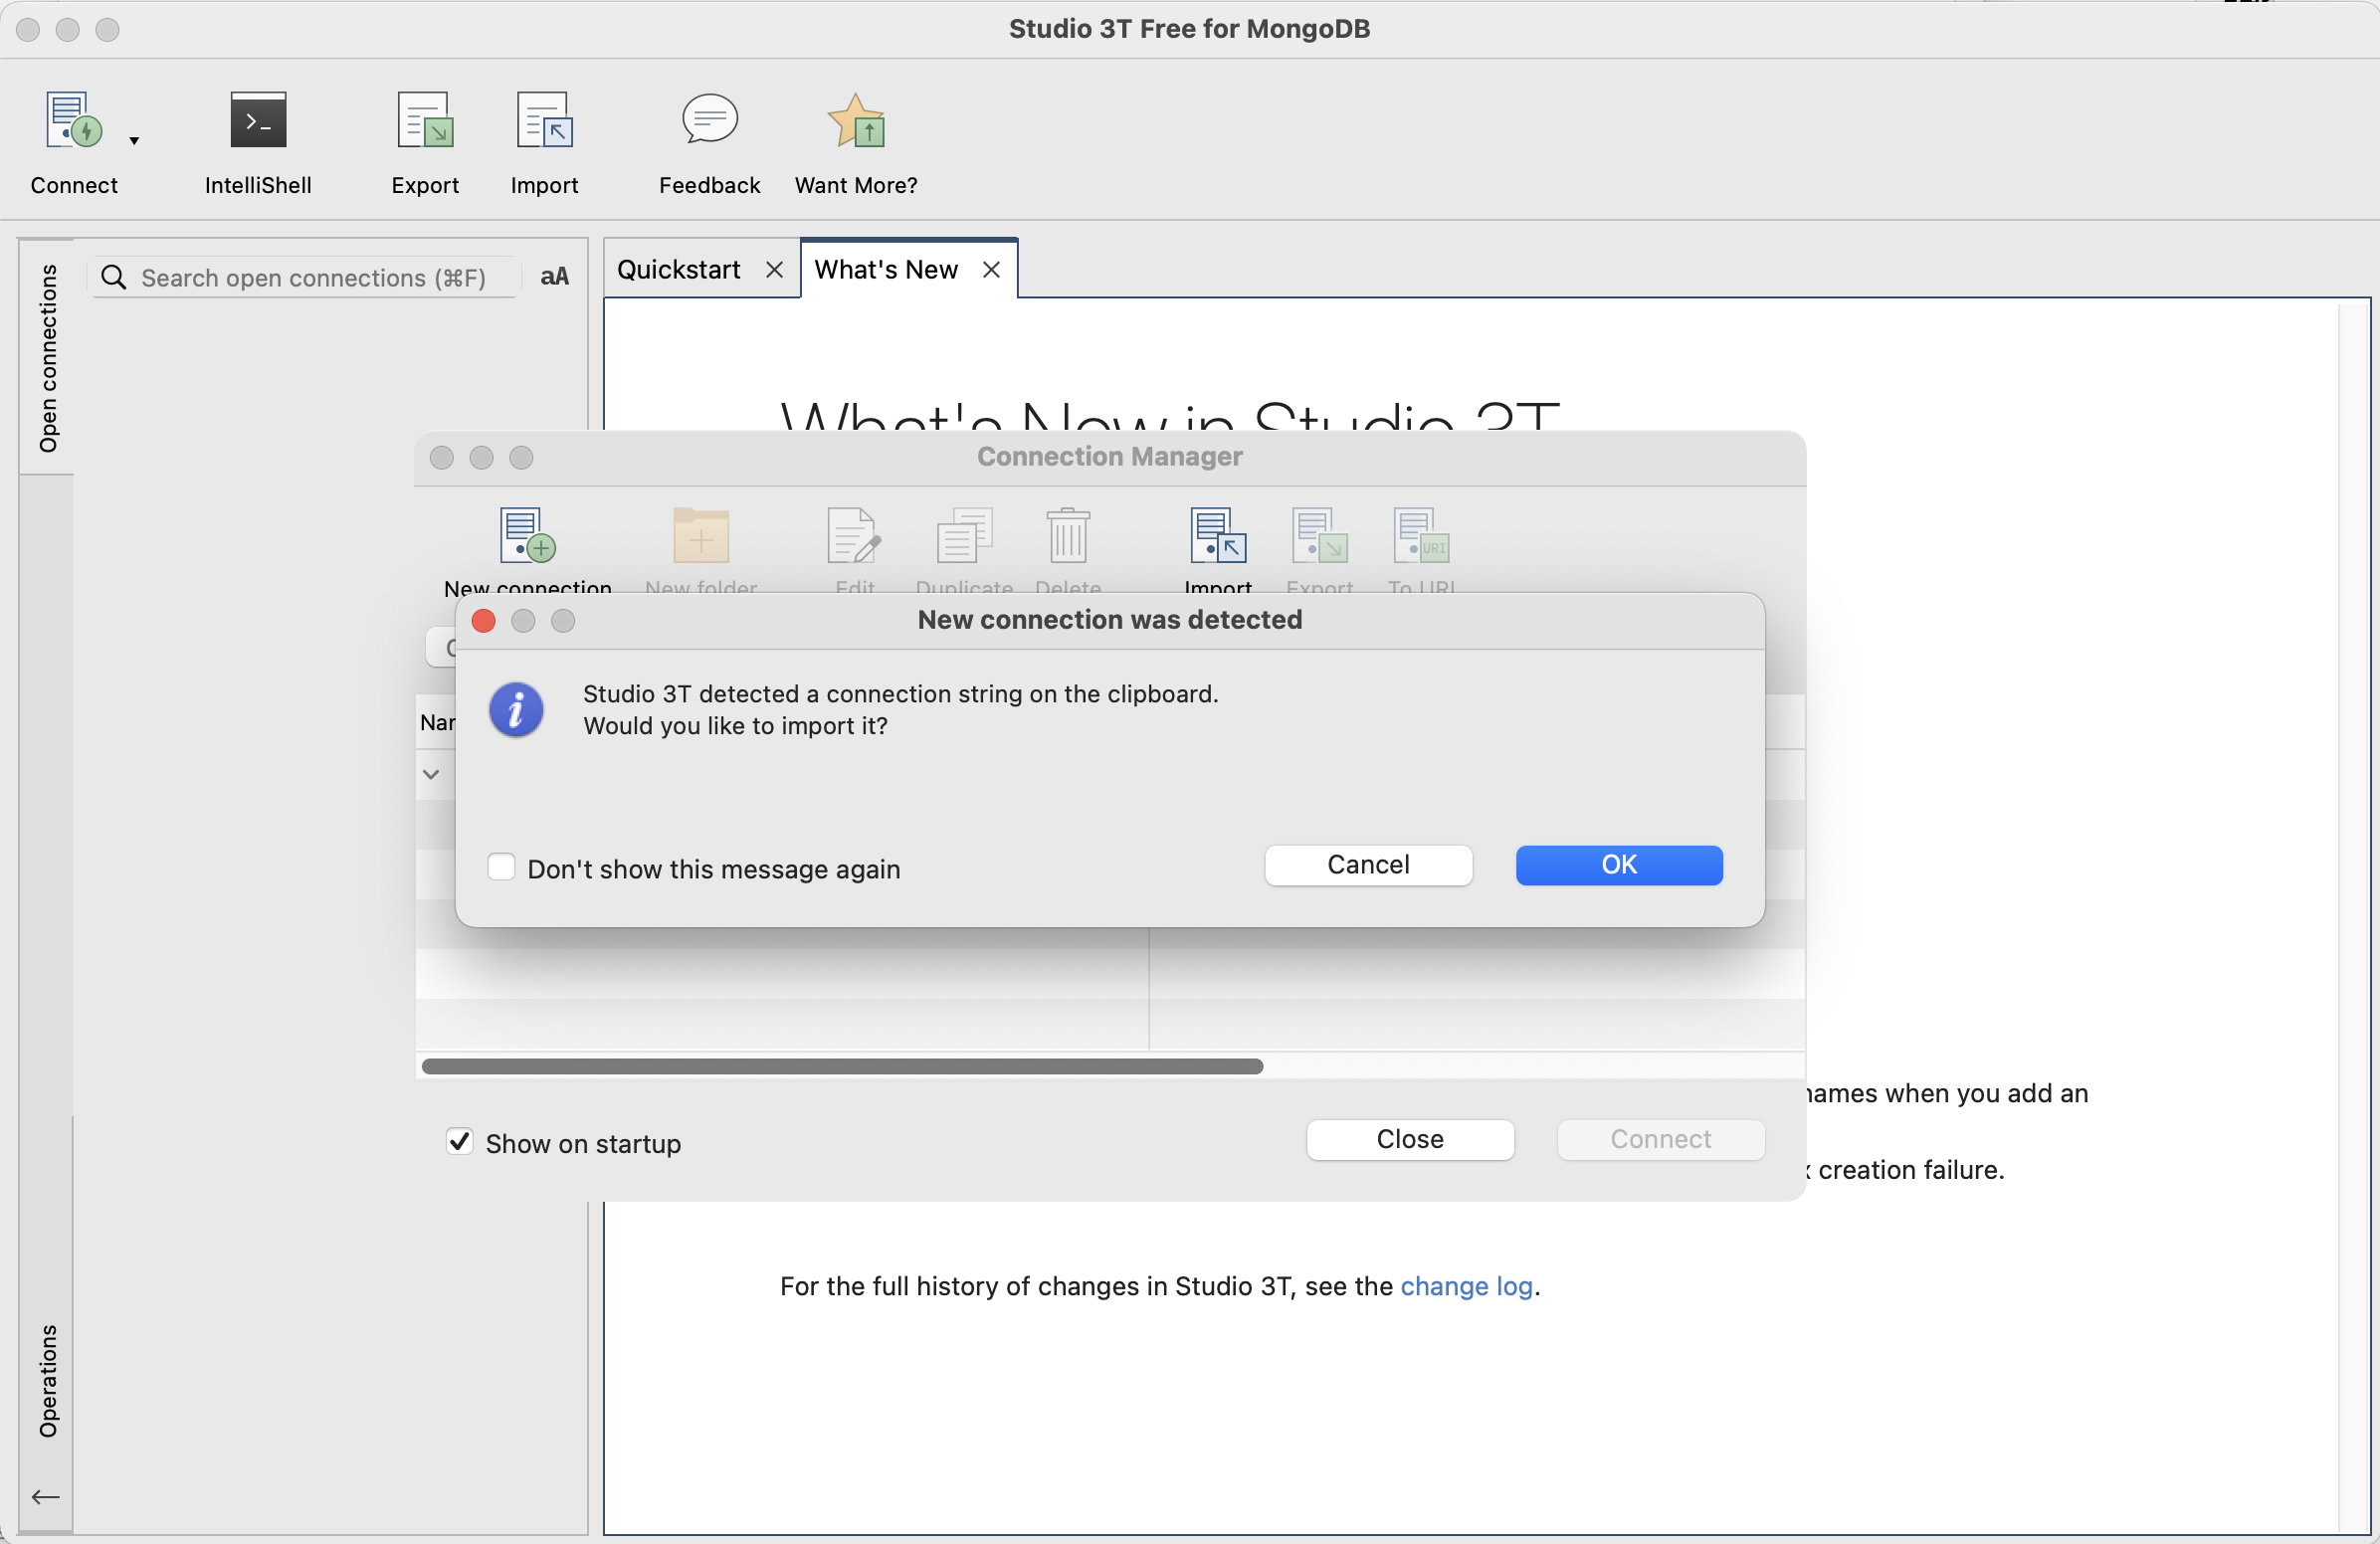 Studio 3T Free for MongoDB
Connect
IntelliShell
Export
Import
Feedback
Want More?
Open connections
Search open connections (⌘F)
aA
Quickstart
What's New
What's New in Studio 3T
Connection Manager
New connection
New folder
Edit
Duplicate
Delete
Import
Export
To URI
URI
New connection was detected
Studio 3T detected a connection string on the clipboard.
Would you like to import it?
Don't show this message again
Cancel
OK
Show on startup
Close
Connect
names when you add an
creation failure.
For the full history of changes in Studio 3T, see the change log.
Operations